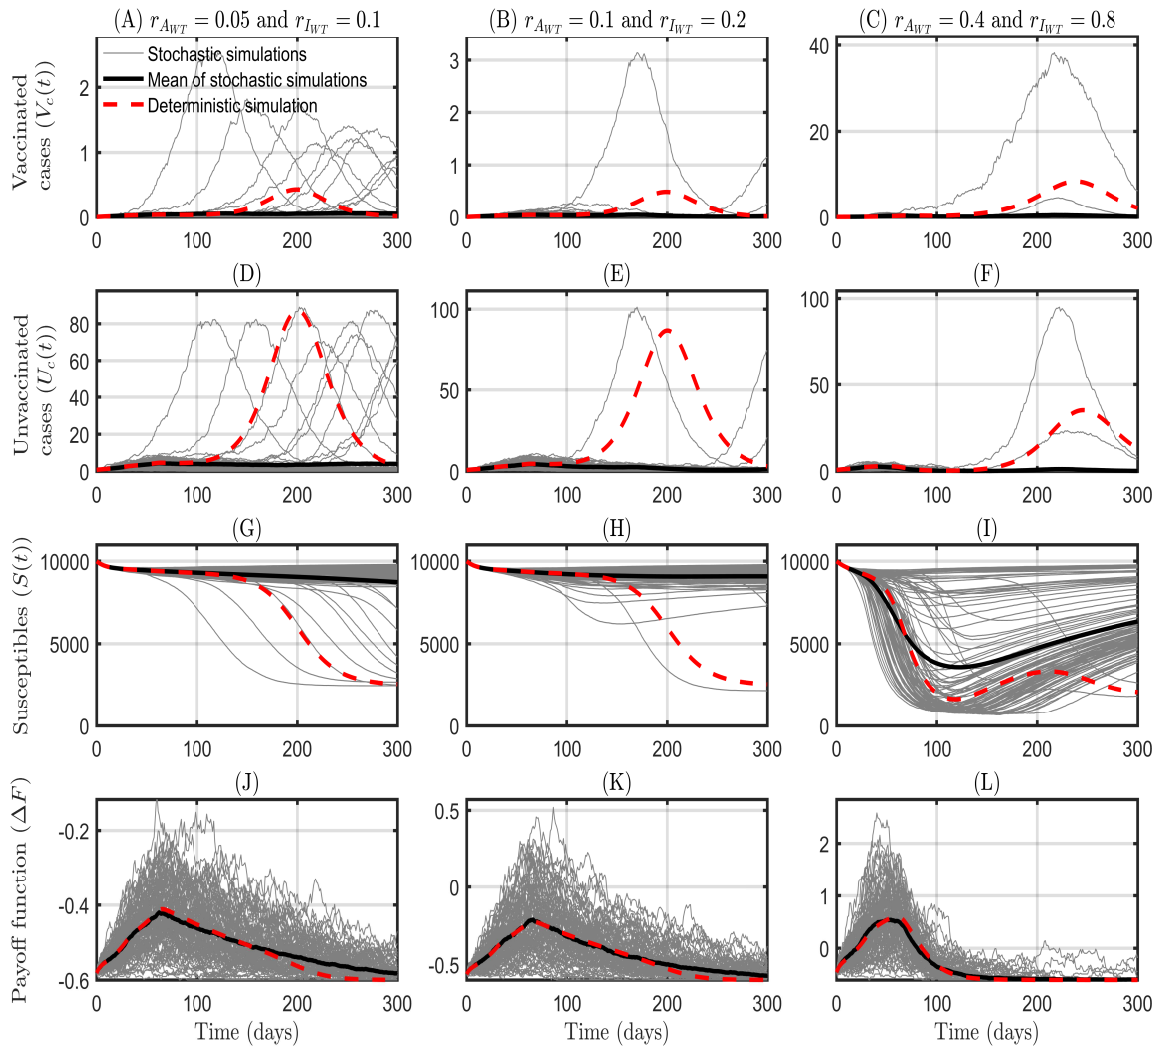 (A) r_{A_{WT}} = 0.05 and r_{I_{WT}} = 0.1
(B) r_{A_{WT}} = 0.1 and r_{I_{WT}} = 0.2
(C) r_{A_{WT}} = 0.4 and r_{I_{WT}} = 0.8
Vaccinated
cases (V_c(t))
Stochastic simulations
Mean of stochastic simulations
Deterministic simulation
2
1
0
0 100 200 300
3
2
1
0
0 100 200 300
40
20
0
0 100 200 300
(D)
(E)
(F)
Unvaccinated
cases (U_c(t))
80
60
40
20
0
0 100 200 300
100
50
0
0 100 200 300
100
50
0
0 100 200 300
(G)
(H)
(I)
Susceptibles (S(t))
10000
5000
0
0 100 200 300
10000
5000
0
0 100 200 300
10000
5000
0
0 100 200 300
(J)
(K)
(L)
Payoff function (ΔF)
-0.2
-0.4
-0.6
0 100 200 300
0.5
0
-0.5
0 100 200 300
2
1
0
0 100 200 300
Time (days)
Time (days)
Time (days)